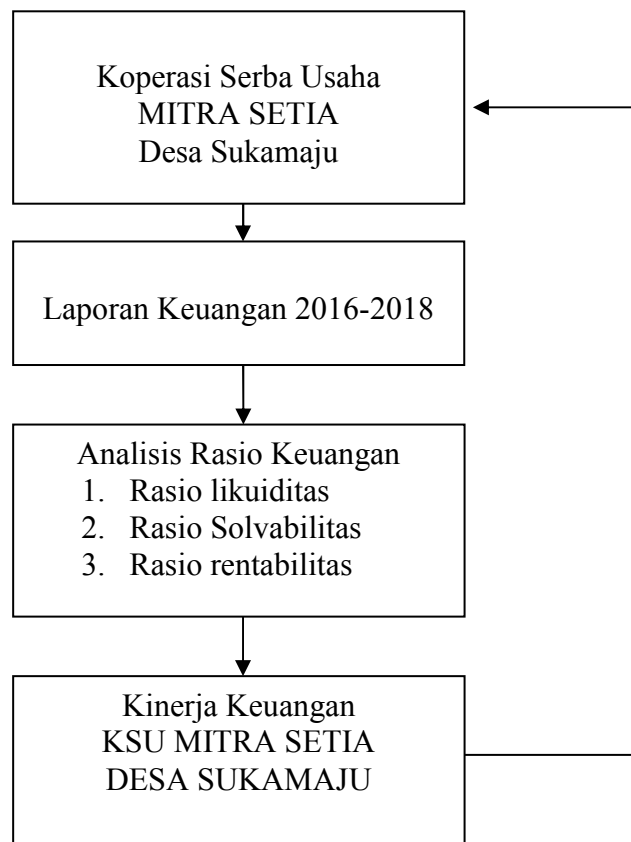 Koperasi Serba Usaha
MITRA SETIA
Desa Sukamaju
Laporan Keuangan 2016-2018
Analisis Rasio Keuangan
1. Rasio likuiditas
2. Rasio Solvabilitas
3. Rasio rentabilitas
Kinerja Keuangan
KSU MITRA SETIA
DESA SUKAMAJU